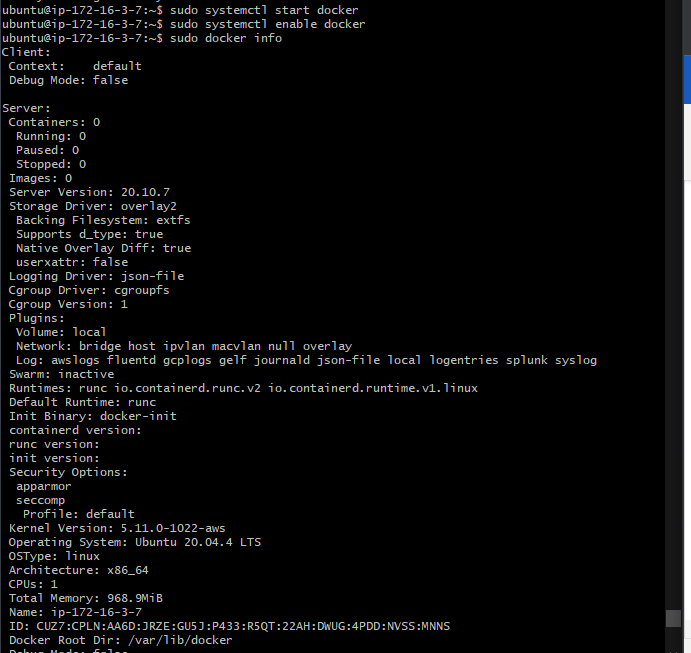 ubuntu@ip-172-16-3-7:~$ sudo systemctl start docker
ubuntu@ip-172-16-3-7:~$ sudo systemctl enable docker
ubuntu@ip-172-16-3-7:~$ sudo docker info
Client:
 Context:    default
 Debug Mode: false

Server:
 Containers: 0
  Running: 0
  Paused: 0
  Stopped: 0
 Images: 0
 Server Version: 20.10.7
 Storage Driver: overlay2
  Backing Filesystem: extfs
  Supports d_type: true
  Native Overlay Diff: true
  userxattr: false
 Logging Driver: json-file
 Cgroup Driver: cgroupfs
 Cgroup Version: 1
 Plugins:
  Volume: local
  Network: bridge host ipvlan macvlan null overlay
  Log: awslogs fluentd gcplogs gelf journald json-file local logentries splunk syslog
 Swarm: inactive
 Runtimes: runc io.containerd.runc.v2 io.containerd.runtime.v1.linux
 Default Runtime: runc
 Init Binary: docker-init
 containerd version:
 runc version:
 init version:
 Security Options:
  apparmor
  seccomp
   Profile: default
 Kernel Version: 5.11.0-1022-aws
 Operating System: Ubuntu 20.04.4 LTS
 OSType: linux
 Architecture: x86_64
 CPUs: 1
 Total Memory: 968.9MiB
 Name: ip-172-16-3-7
 ID: CUZ7:CPLN:AA6D:JRZE:GU5J:P433:R5QT:22AH:DWUG:4PDD:NVSS:MNNS
 Docker Root Dir: /var/lib/docker
 Debug Mode: false